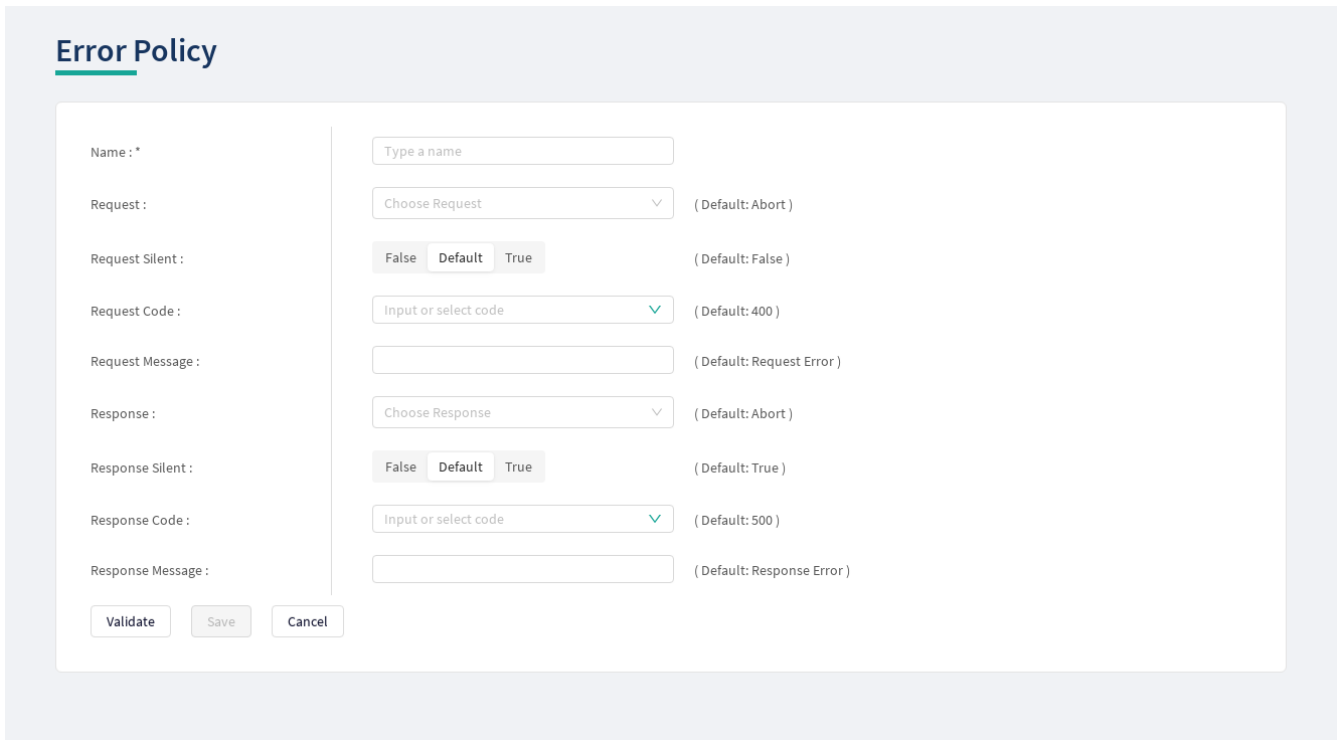 Error Policy
Name : * Type a name
Request : Choose Request ( Default: Abort )
Request Silent : False Default True ( Default: False )
Request Code : Input or select code ( Default: 400 )
Request Message : ( Default: Request Error )
Response : Choose Response ( Default: Abort )
Response Silent : False Default True ( Default: True )
Response Code : Input or select code ( Default: 500 )
Response Message : ( Default: Response Error )
Validate Save Cancel